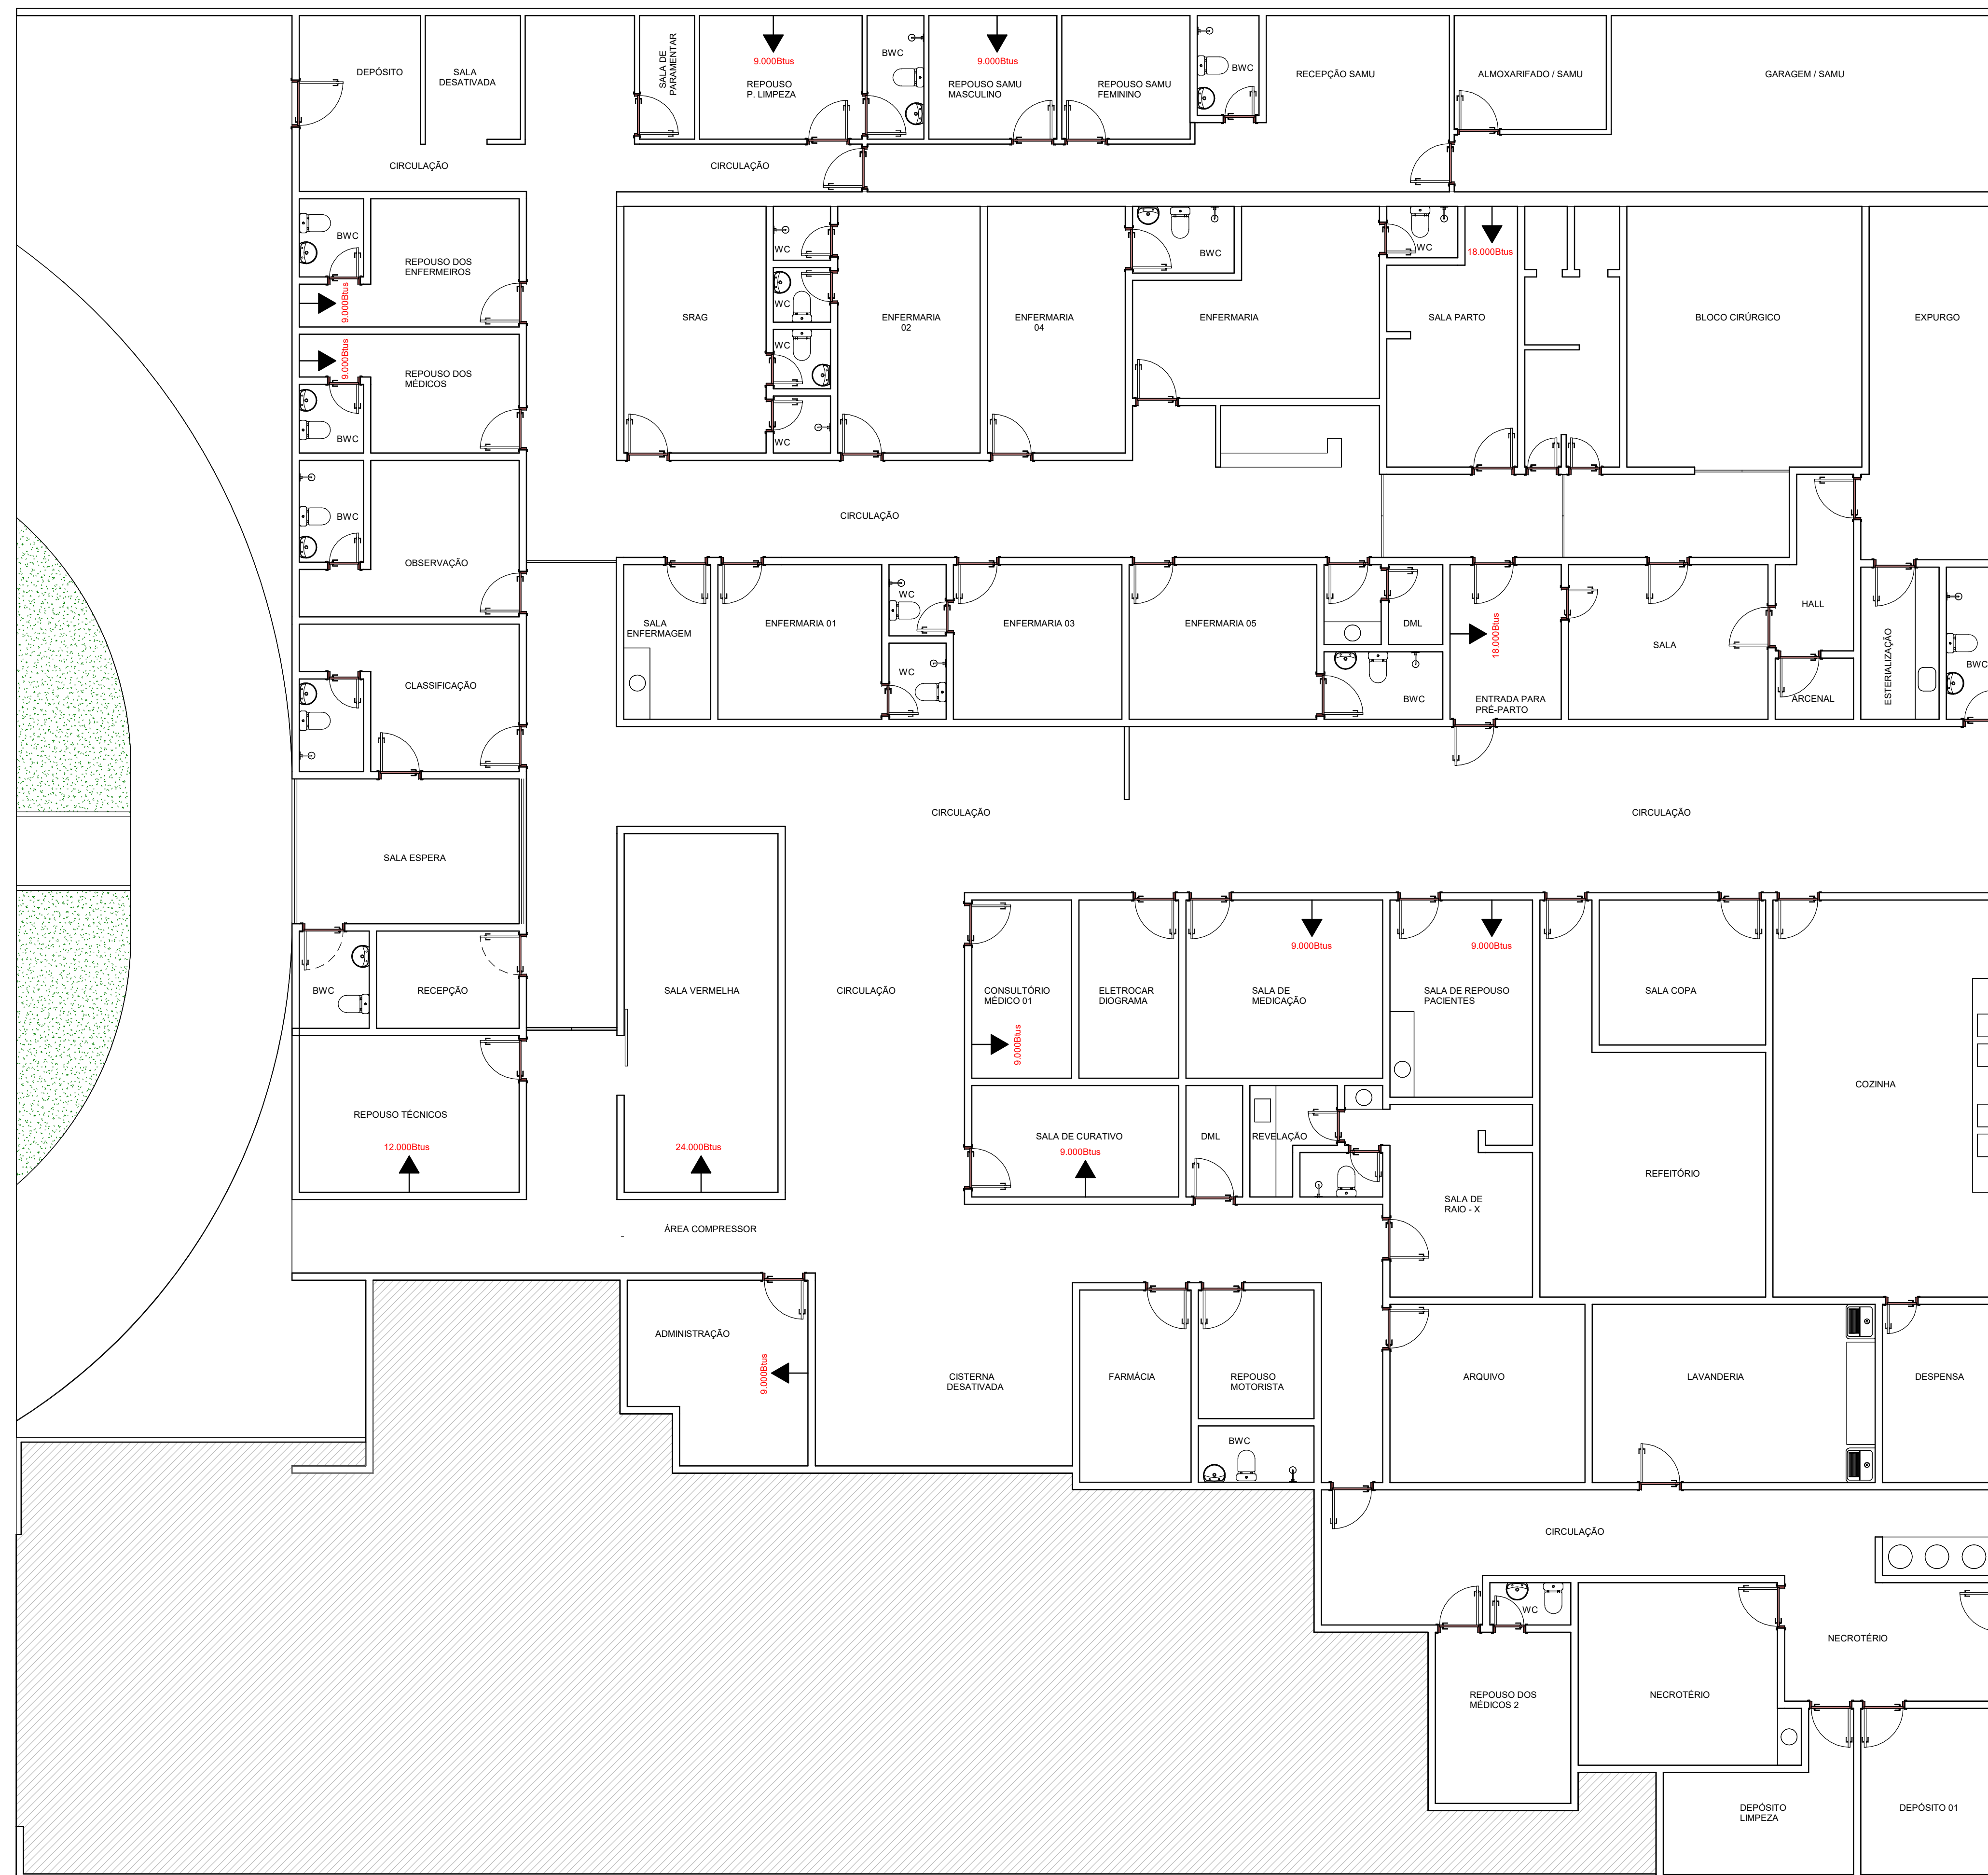 DEPÓSITO
SALA
DESATIVADA
SALA DE
PARAMENTAR
9.000Btus
REPOUSO
P. LIMPEZA
BWC
9.000Btus
REPOUSO SAMU
MASCULINO
REPOUSO SAMU
FEMININO
BWC
RECEPÇÃO SAMU
ALMOXARIFADO / SAMU
GARAGEM / SAMU
CIRCULAÇÃO
CIRCULAÇÃO
BWC
REPOUSO DOS
ENFERMEIROS
9.000Btus
WC
BWC
WC
18.000Btus
WC
SRAG
ENFERMARIA
02
ENFERMARIA
04
ENFERMARIA
SALA PARTO
BLOCO CIRÚRGICO
EXPURGO
WC
9.000Btus
REPOUSO DOS
MÉDICOS
BWC
WC
BWC
CIRCULAÇÃO
OBSERVAÇÃO
WC
HALL
SALA
ENFERMAGEM
ENFERMARIA 01
ENFERMARIA 03
ENFERMARIA 05
DML
18.000Btus
SALA
ESTERIALIZAÇÃO
BWC
WC
CLASSIFICAÇÃO
BWC
ENTRADA PARA
PRÉ-PARTO
ARCENAL
CIRCULAÇÃO
CIRCULAÇÃO
SALA ESPERA
9.000Btus
9.000Btus
BWC
RECEPÇÃO
SALA VERMELHA
CIRCULAÇÃO
CONSULTÓRIO
MÉDICO 01
9.000Btus
ELETROCAR
DIOGRAMA
SALA DE
MEDICAÇÃO
SALA DE REPOUSO
PACIENTES
SALA COPA
COZINHA
REPOUSO TÉCNICOS
12.000Btus
24.000Btus
SALA DE CURATIVO
9.000Btus
DML
REVELAÇÃO
REFEITÓRIO
SALA DE
RAIO - X
ÁREA COMPRESSOR
ADMINISTRAÇÃO
9.000Btus
CISTERNA
DESATIVADA
FARMÁCIA
REPOUSO
MOTORISTA
ARQUIVO
LAVANDERIA
DESPENSA
BWC
CIRCULAÇÃO
WC
NECROTÉRIO
REPOUSO DOS
MÉDICOS 2
NECROTÉRIO
DEPÓSITO
LIMPEZA
DEPÓSITO 01